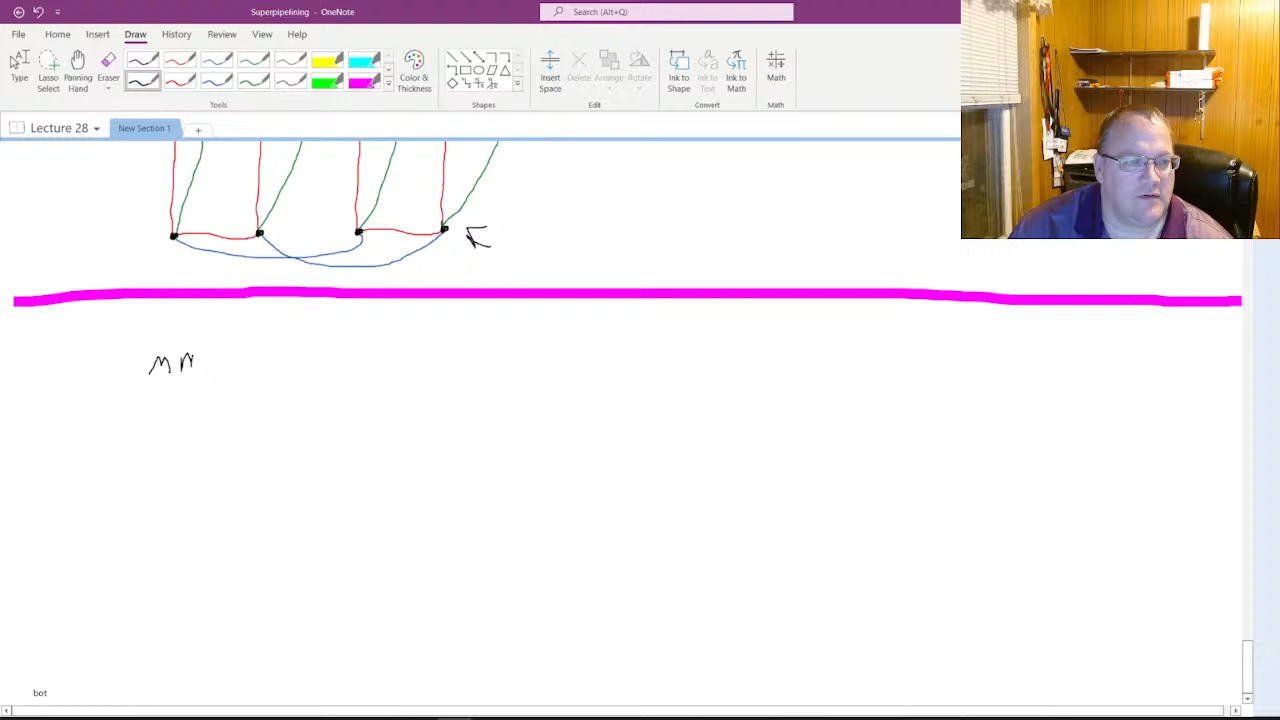 Superpipelining - OneNote
Search (Alt+Q)
File Home Insert Draw History Review View Help
Type Lasso Select Panning Hand Eraser Color & Thickness Insert Space Delete Arrange Rotate Ink to Shape Ink to Text Ink to Math Math
Tools Shapes Edit Convert Math
Lecture 28 New Section 1 +
bot